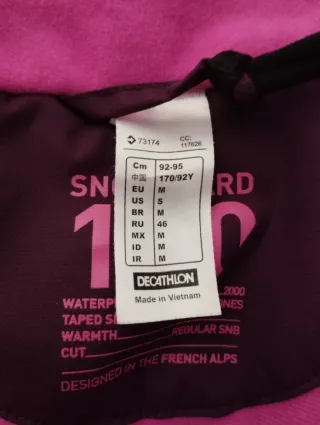 73174
CC:
117626
Cm 92-95
中国 170/92Y
EU M
US S
BR M
RU 46
MX M
ID M
IR M
DECATHLON
Made in Vietnam
SNO RD
1 0
2000
WATERP NES
TAPED S
WARMTH REGULAR SNB
CUT
DESIGNED IN THE FRENCH ALPS